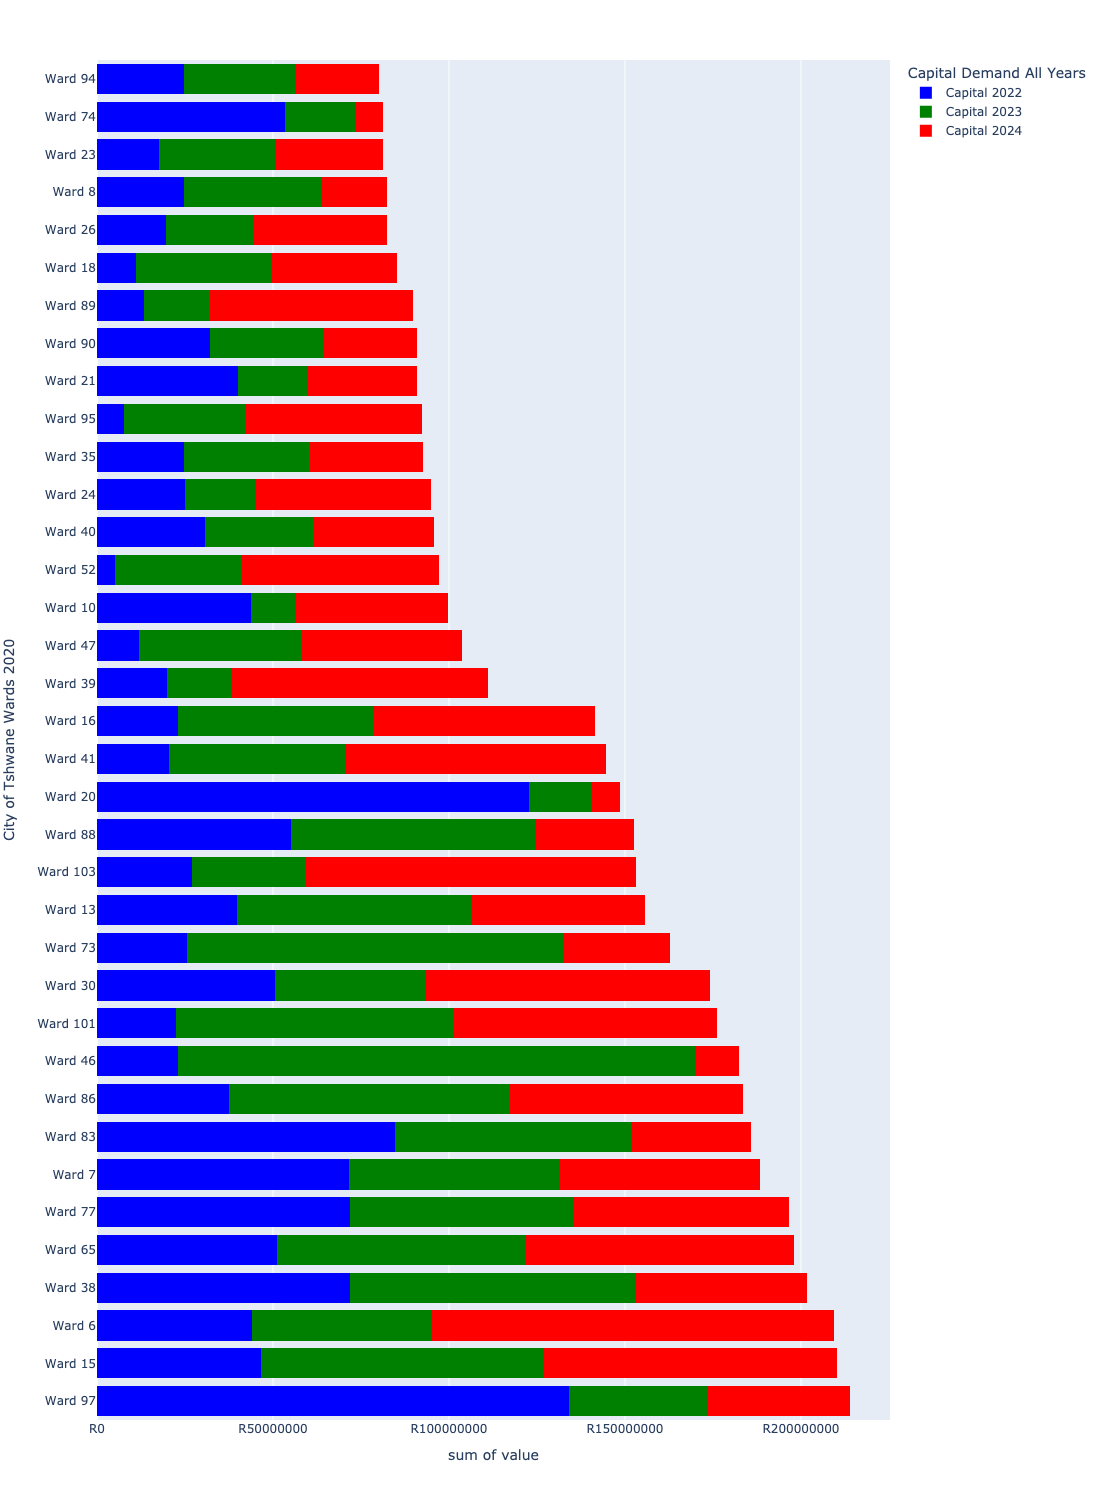 Capital Demand All Years
Capital 2022
Capital 2023
Capital 2024
City of Tshwane Wards 2020
Ward 94
Ward 74
Ward 23
Ward 8
Ward 26
Ward 18
Ward 89
Ward 90
Ward 21
Ward 95
Ward 35
Ward 24
Ward 40
Ward 52
Ward 10
Ward 47
Ward 39
Ward 16
Ward 41
Ward 20
Ward 88
Ward 103
Ward 13
Ward 73
Ward 30
Ward 101
Ward 46
Ward 86
Ward 83
Ward 7
Ward 77
Ward 65
Ward 38
Ward 6
Ward 15
Ward 97
R0 R50000000 R100000000 R150000000 R200000000
sum of value